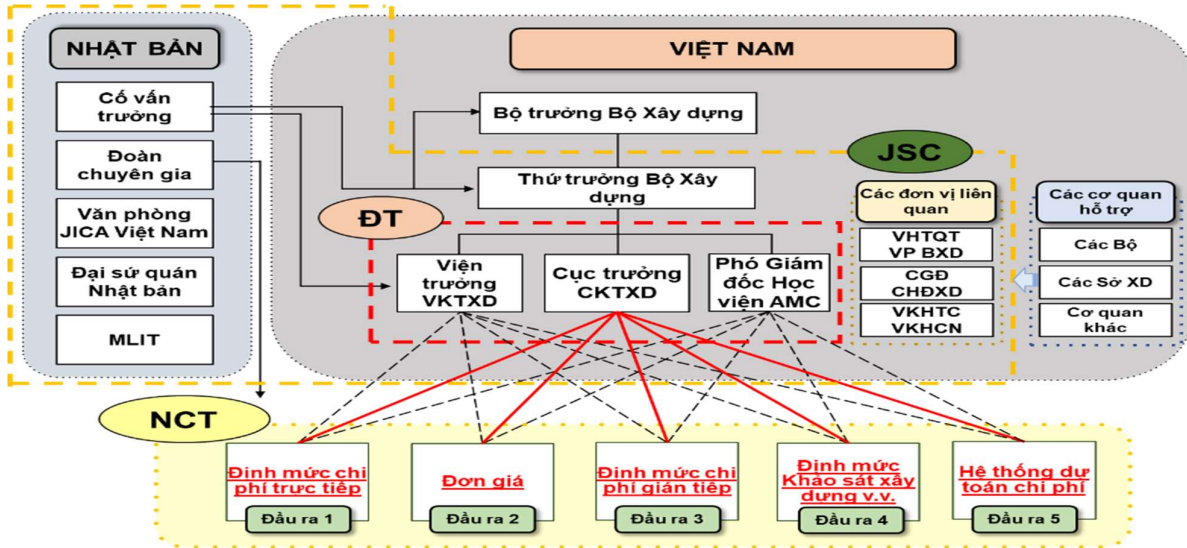 NHẬT BẢN
Cố vấn
trưởng
Đoàn
chuyên gia
Văn phòng
JICA Việt Nam
Đại sứ quán
Nhật bản
MLIT
VIỆT NAM
Bộ trưởng Bộ Xây dựng
Thứ trưởng Bộ Xây
dựng
ĐT
Viện
trưởng
VKTXD
Cục trưởng
CKTXD
Phó Giám
đốc Học
viện AMC
JSC
Các đơn vị liên
quan
VHTQT
VP BXD
CGĐ
CHĐXD
VKHTC
VKHCN
Các cơ quan
hỗ trợ
Các Bộ
Các Sở XD
Cơ quan
khác
NCT
Định mức chi
phí trực tiếp
Đầu ra 1
Đơn giá
Đầu ra 2
Định mức chi
phí gián tiếp
Đầu ra 3
Định mức
Khảo sát xây
dựng v.v.
Đầu ra 4
Hệ thống dự
toán chi phí
Đầu ra 5